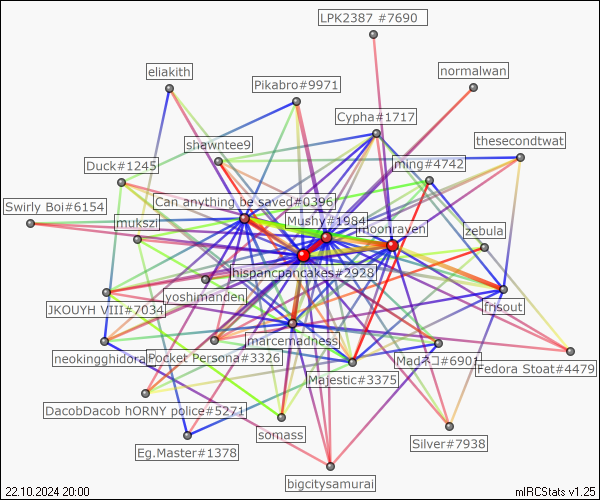 LPK2387 #7690
eliakith
normalwan
Pikabro#9971
Cypha#1717
shawntee9
thesecondtwat
Duck#1245
ming#4742
Can anything be saved#0396
Swirly Boi#6154
Mushy#1984
mukszi
moonraven
zebula
hispancpancakes#2928
yoshimanden
JKOUYH VIII#7034
frisout
marcemadness
neokingghidora
Pocket Persona#3326
Madネコ#6901
Fedora Stoat#4479
Majestic#3375
DacobDacob hORNY police#5271
somass
Silver#7938
Eg.Master#1378
bigcitysamurai
22.10.2024 20:00
mIRCStats v1.25